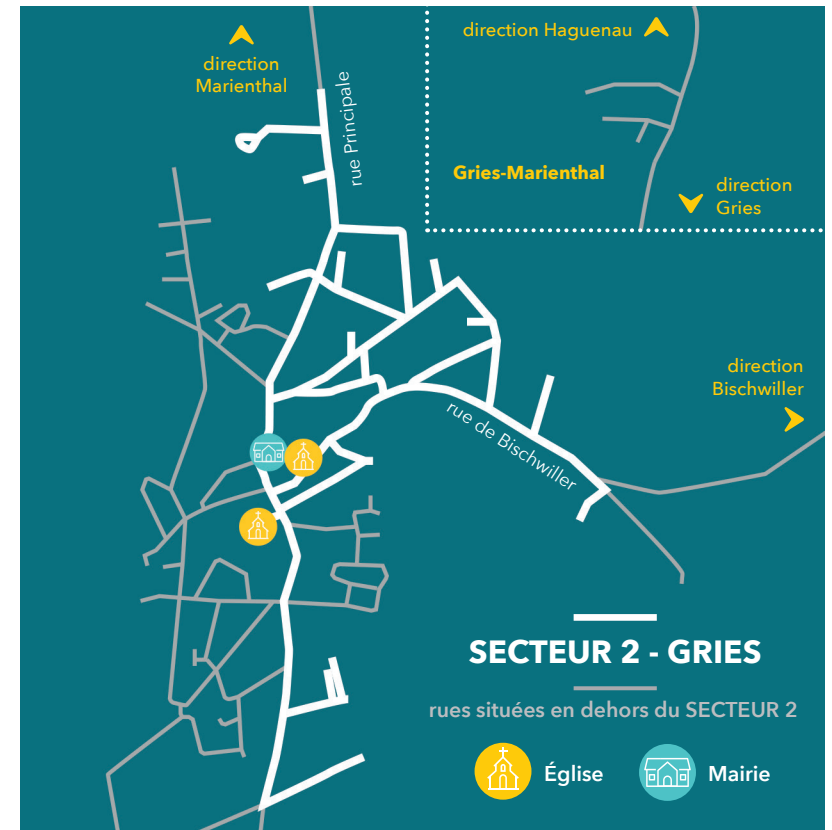 direction
Marienthal
rue Principale
direction Haguenau
Gries-Marienthal
direction
Gries
direction
Bischwiller
rue de Bischwiller
SECTEUR 2 - GRIES
rues situées en dehors du SECTEUR 2
Église
Mairie